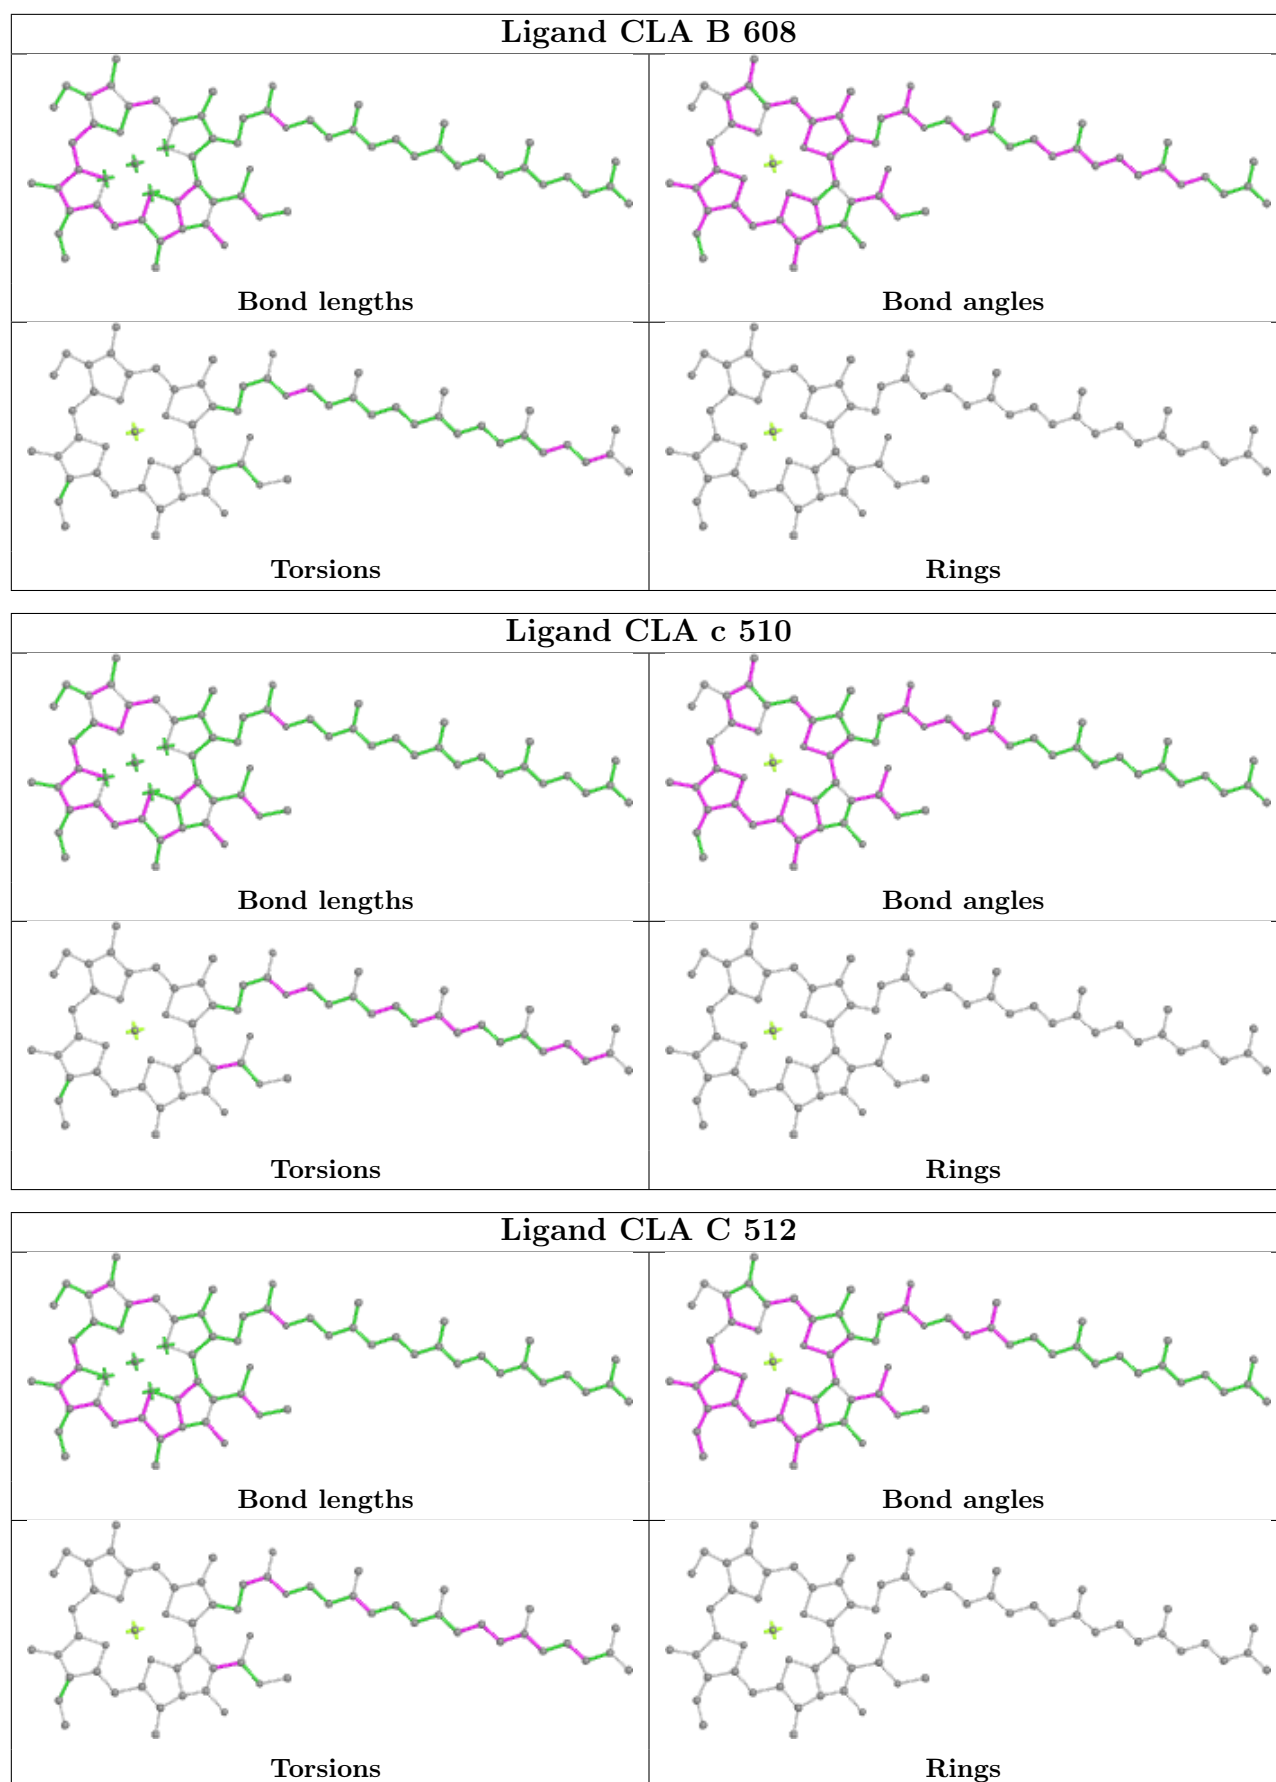 Ligand CLA B 608
Bond lengths
Bond angles
Torsions
Rings
Ligand CLA c 510
Bond lengths
Bond angles
Torsions
Rings
Ligand CLA C 512
Bond lengths
Bond angles
Torsions
Rings